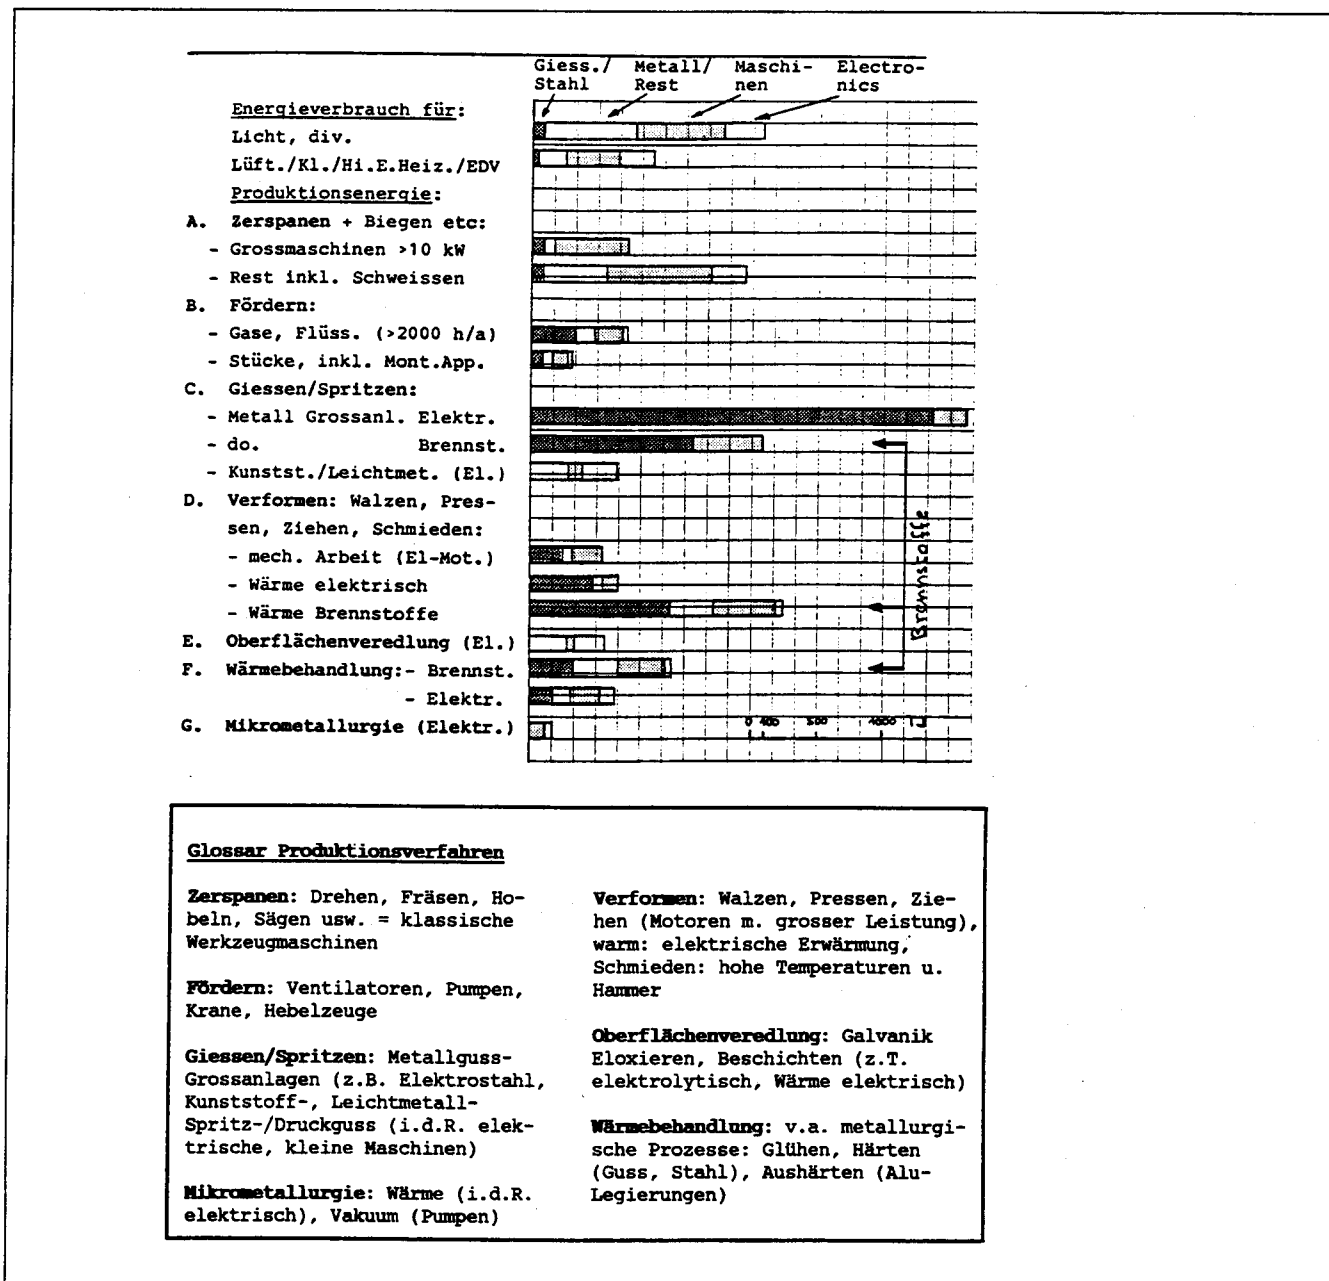 Giess./ Metall/ Maschi- Electro-
Stahl Rest nen nics
Energieverbrauch für:
Licht, div.
Lüft./Kl./Hi.E.Heiz./EDV
Produktionsenergie:
A. Zerspanen + Biegen etc:
- Grossmaschinen >10 kW
- Rest inkl. Schweissen
B. Fördern:
- Gase, Flüss. (>2000 h/a)
- Stücke, inkl. Mont.App.
C. Giessen/Spritzen:
- Metall Grossanl. Elektr.
- do. Brennst.
- Kunstst./Leichtmet. (El.)
D. Verformen: Walzen, Pres-
sen, Ziehen, Schmieden:
- mech. Arbeit (El-Mot.)
- Wärme elektrisch
- Wärme Brennstoffe
E. Oberflächenveredlung (El.)
F. Wärmebehandlung:- Brennst.
- Elektr.
G. Mikrometallurgie (Elektr.)
Brennstoffe
0 100 500 1000
Glossar Produktionsverfahren
Zerspanen: Drehen, Fräsen, Ho-
beln, Sägen usw. = klassische
Werkzeugmaschinen
Fördern: Ventilatoren, Pumpen,
Krane, Hebelzeuge
Giessen/Spritzen: Metallguss-
Grossanlagen (z.B. Elektrostahl,
Kunststoff-, Leichtmetall-
Spritz-/Druckguss (i.d.R. elek-
trische, kleine Maschinen)
Mikrometallurgie: Wärme (i.d.R.
elektrisch), Vakuum (Pumpen)
Verformen: Walzen, Pressen, Zie-
hen (Motoren m. grosser Leistung),
warm: elektrische Erwärmung,
Schmieden: hohe Temperaturen u.
Hammer
Oberflächenveredlung: Galvanik
Eloxieren, Beschichten (z.T.
elektrolytisch, Wärme elektrisch)
Wärmebehandlung: v.a. metallurgi-
sche Prozesse: Glühen, Härten
(Guss, Stahl), Aushärten (Alu-
Legierungen)